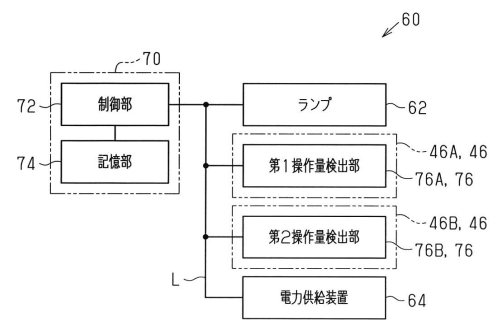 60
70
72 制御部
74 記憶部
ランプ 62
46A, 46
第1操作量検出部
76A, 76
46B, 46
第2操作量検出部
76B, 76
L
電力供給装置 64